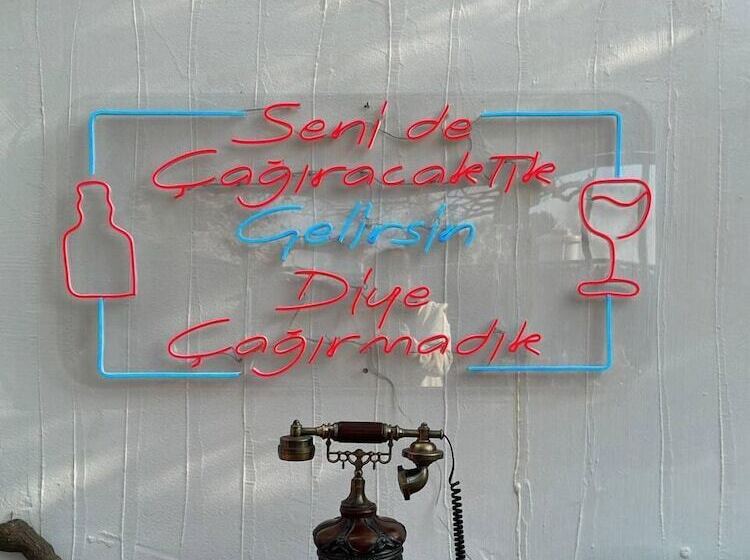 Seni de
Çağıracaktık
Gelirsin
Diye
Çağırmadık